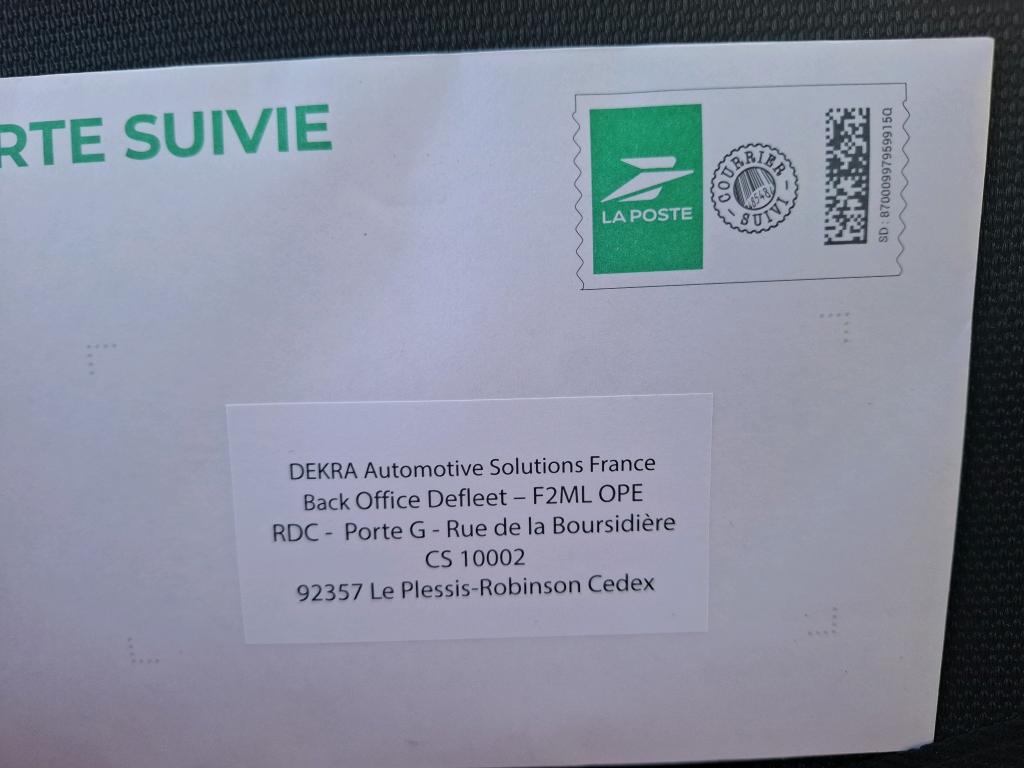 RTE SUIVIE
LA POSTE
COURRIER
SUIVI
SD : 87000997959915Q
DEKRA Automotive Solutions France
Back Office Defleet – F2ML OPE
RDC - Porte G - Rue de la Boursidière
CS 10002
92357 Le Plessis-Robinson Cedex